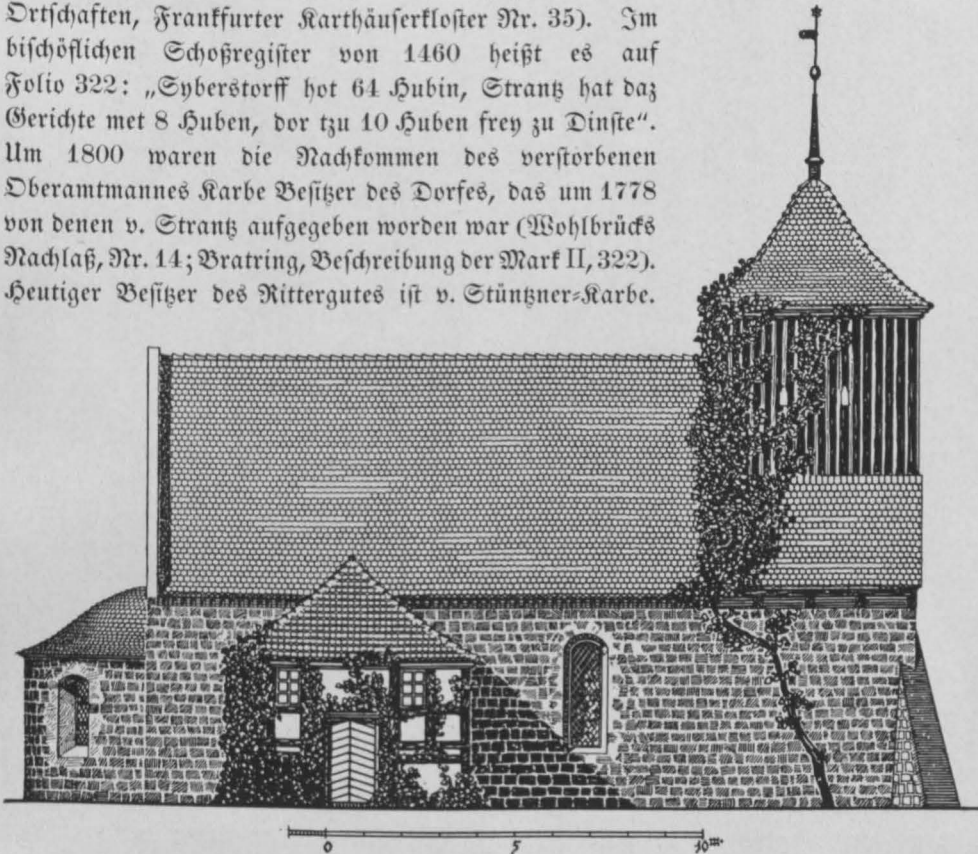 Ortschaften, Frankfurter Karthäuserkloster Nr. 35). Im
bischöflichen Schoßregister von 1460 heißt es auf
Folio 322: „Syberstorff hot 64 Hubin, Strantz hat daz
Gerichte met 8 Huben, dor tzu 10 Huben frey zu Dinste“.
Um 1800 waren die Nachkommen des verstorbenen
Oberamtmannes Karbe Besitzer des Dorfes, das um 1778
von denen v. Strantz aufgegeben worden war (Wohlbrücks
Nachlaß, Nr. 14; Bratring, Beschreibung der Mark II, 322).
Heutiger Besitzer des Rittergutes ist v. Stüntzner-Karbe.
0 5 10 m.